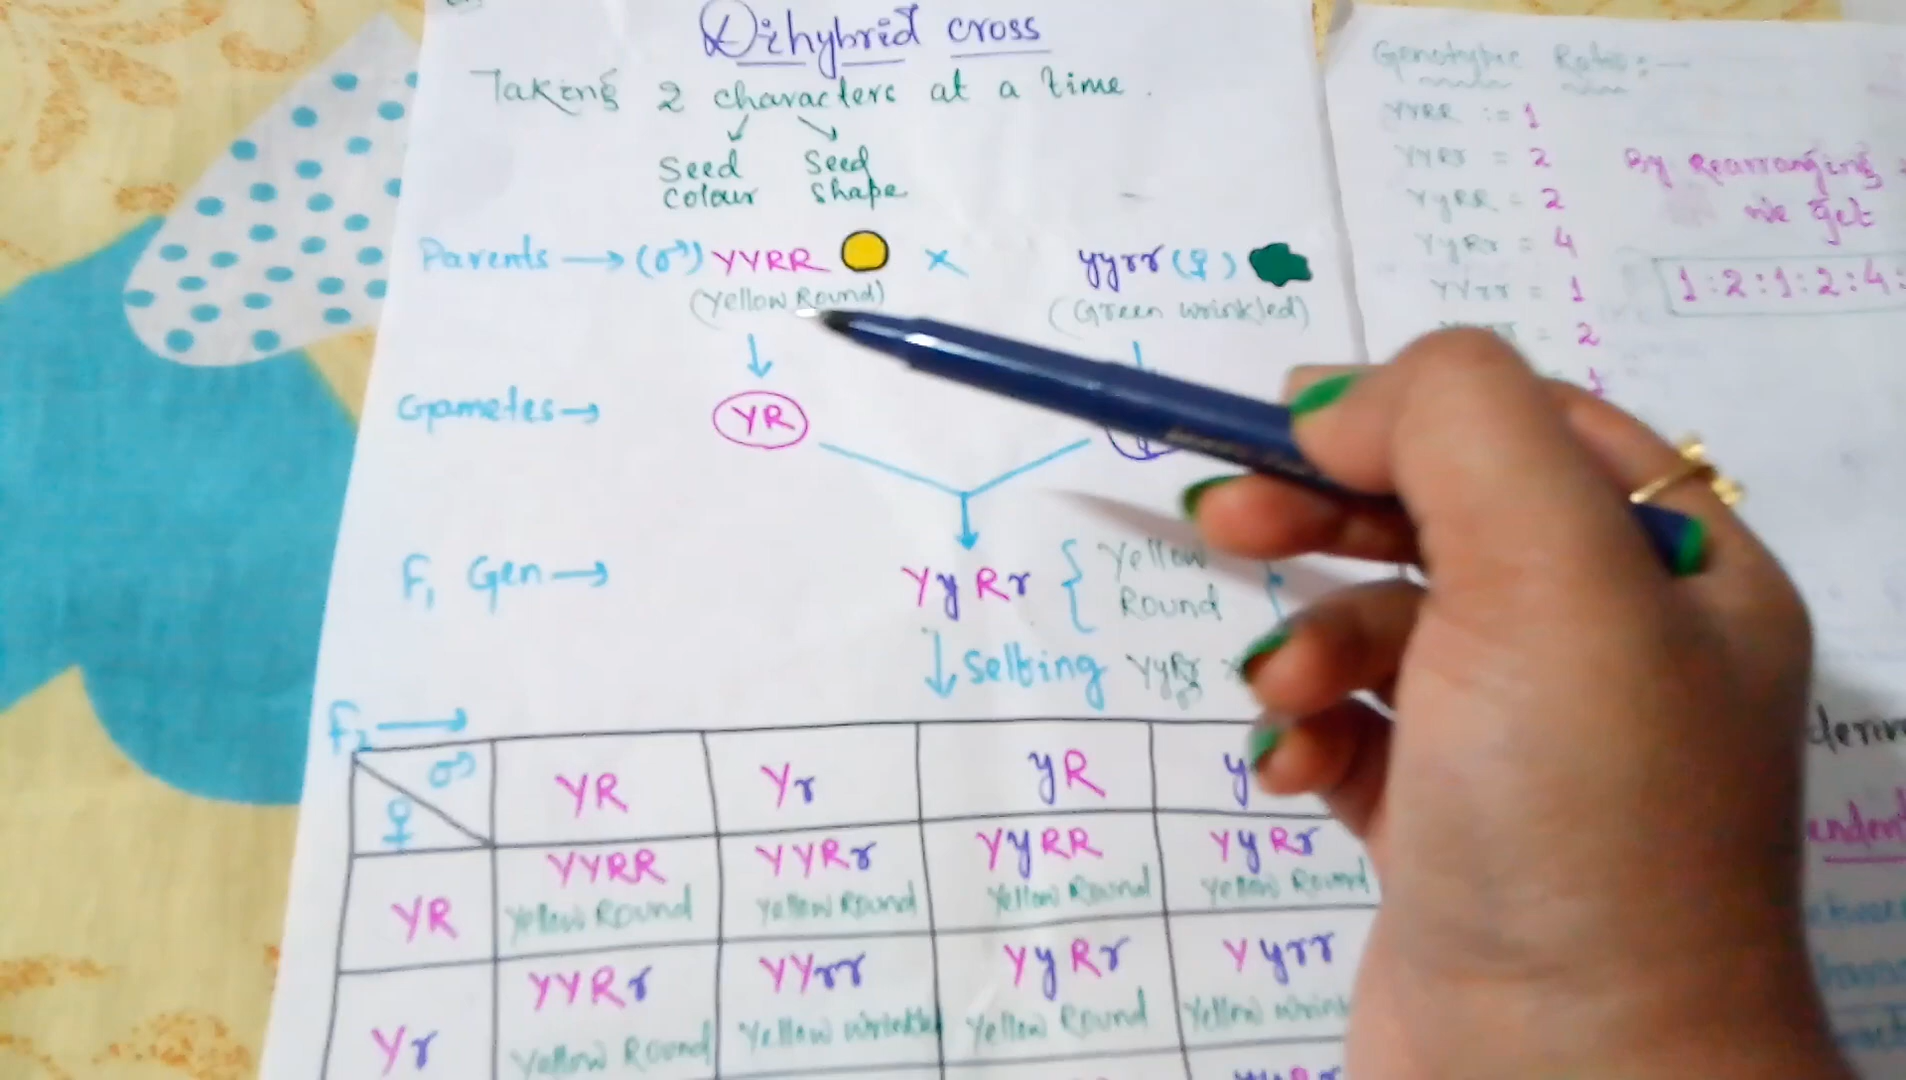 Dihybrid cross
Taking 2 characters at a time.
Seed colour
Seed shape
Parents → (♂) YYRR × yyrr (♀)
(Yellow Round) (Green wrinkled)
Gametes → YR
F1 Gen → YyRr { Yellow Round
↓ Selfing YyRr ×
F2 →
♂ YR Yr yR y
♀
YR YYRR YYRr YyRR YyRr
Yellow Round Yellow Round Yellow Round Yellow Round
Yr YYRr YYrr YyRr Yyrr
Yellow Round Yellow Yellow Round Yellow
Genotypic Ratio :-
YYRR := 1
YYRr = 2
YyRR = 2
YyRr = 4
YYrr = 1
= 2
By Rearranging
we get
1:2:1:2:4: